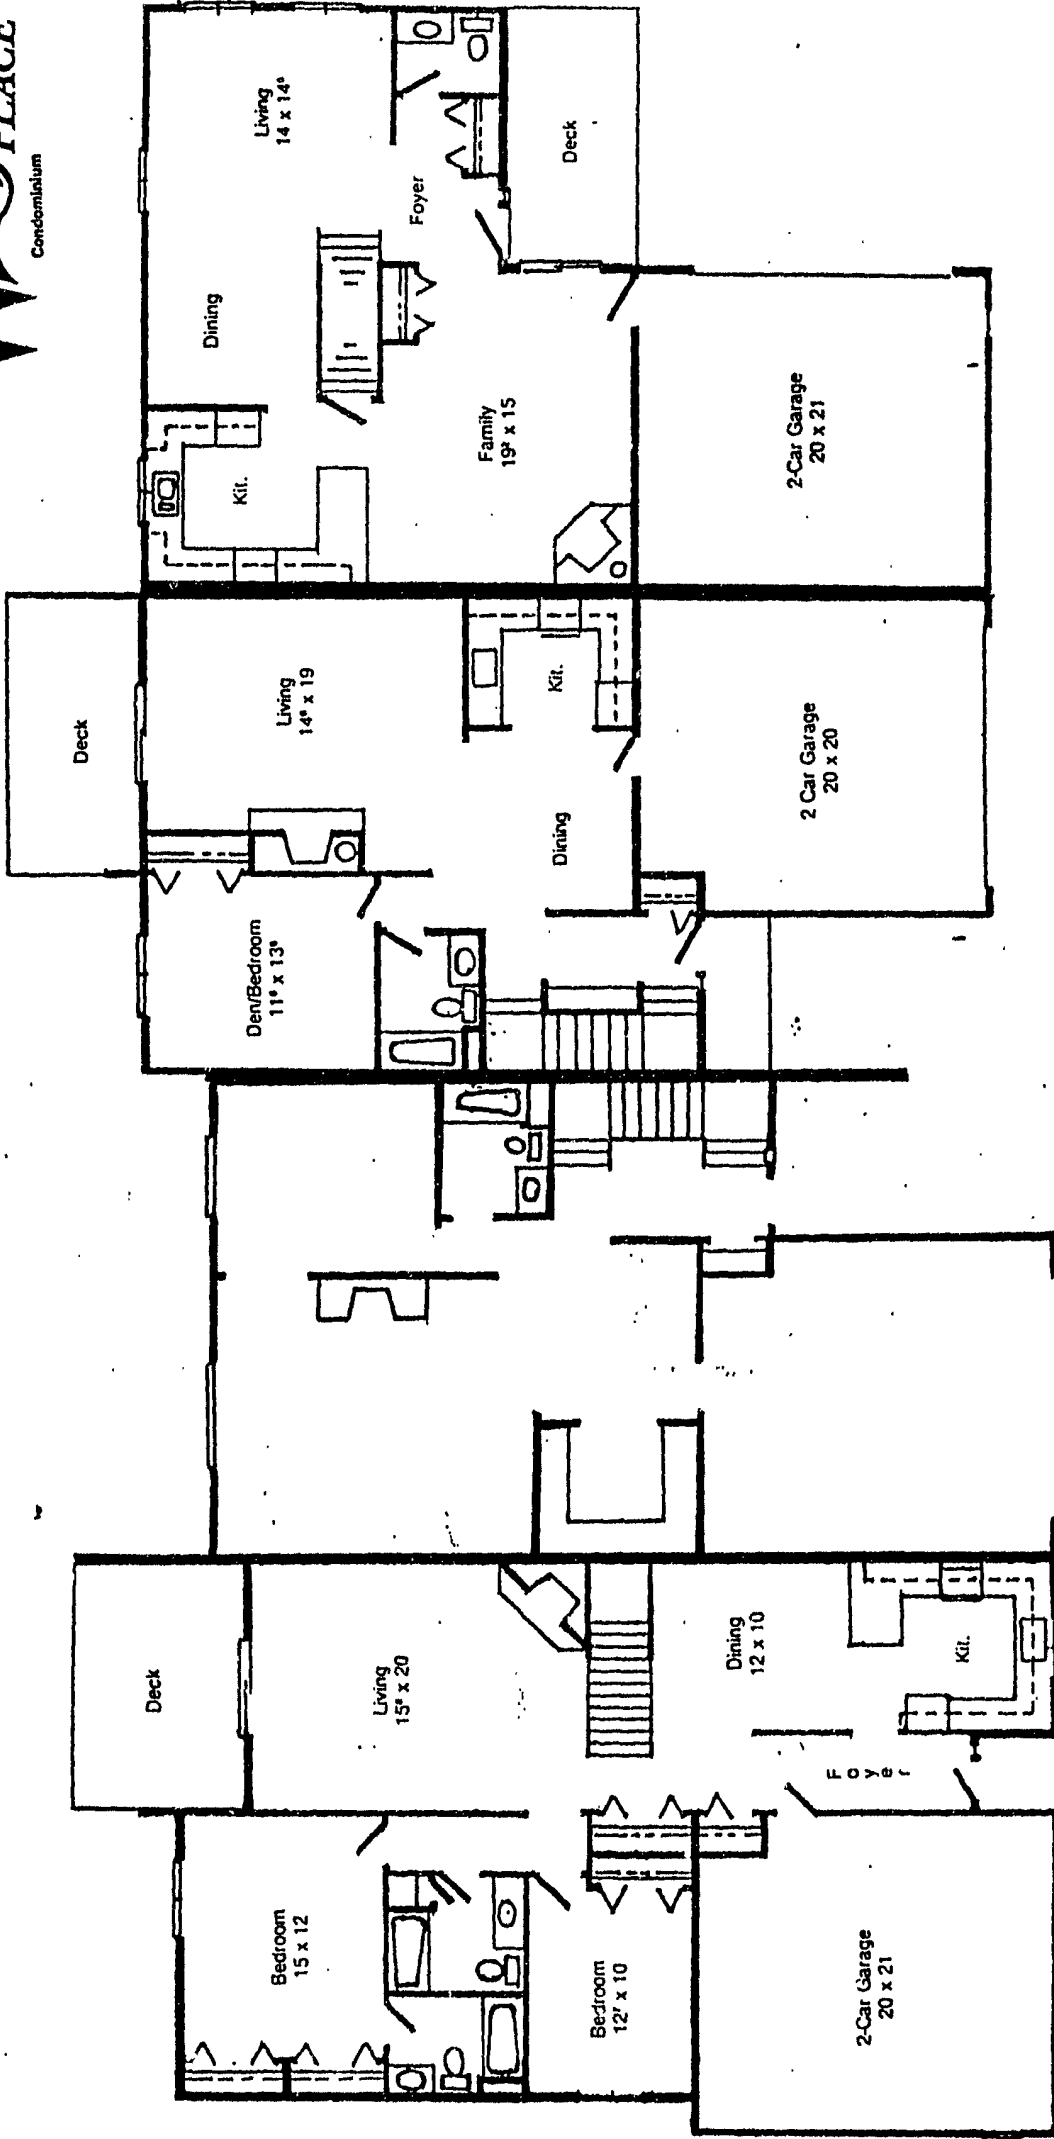 PLACE
Condominium
Bedroom
15 x 12
Bedroom
12⁷ x 10
2-Car Garage
20 x 21
Deck
Living
15⁶ x 20
Foyer
Dining
12 x 10
Kit.
Den/Bedroom
11⁶ x 13⁶
Deck
Living
14⁶ x 19
Dining
Kit.
2 Car Garage
20 x 20
Kit.
Dining
Living
14 x 14⁶
Foyer
Family
19² x 15
Deck
2-Car Garage
20 x 21